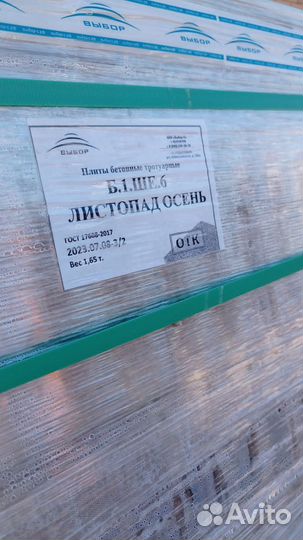 ВЫБОР
ВЫБОР
ВЫБОР
ВЫБОР
Плиты бетонные тротуарные
Б.1.ШЕ.6
ЛИСТОПАД ОСЕНЬ
ГОСТ 17608-2017
2023.07.08-3/2
Вес 1,65 т.
ОТК
Avito